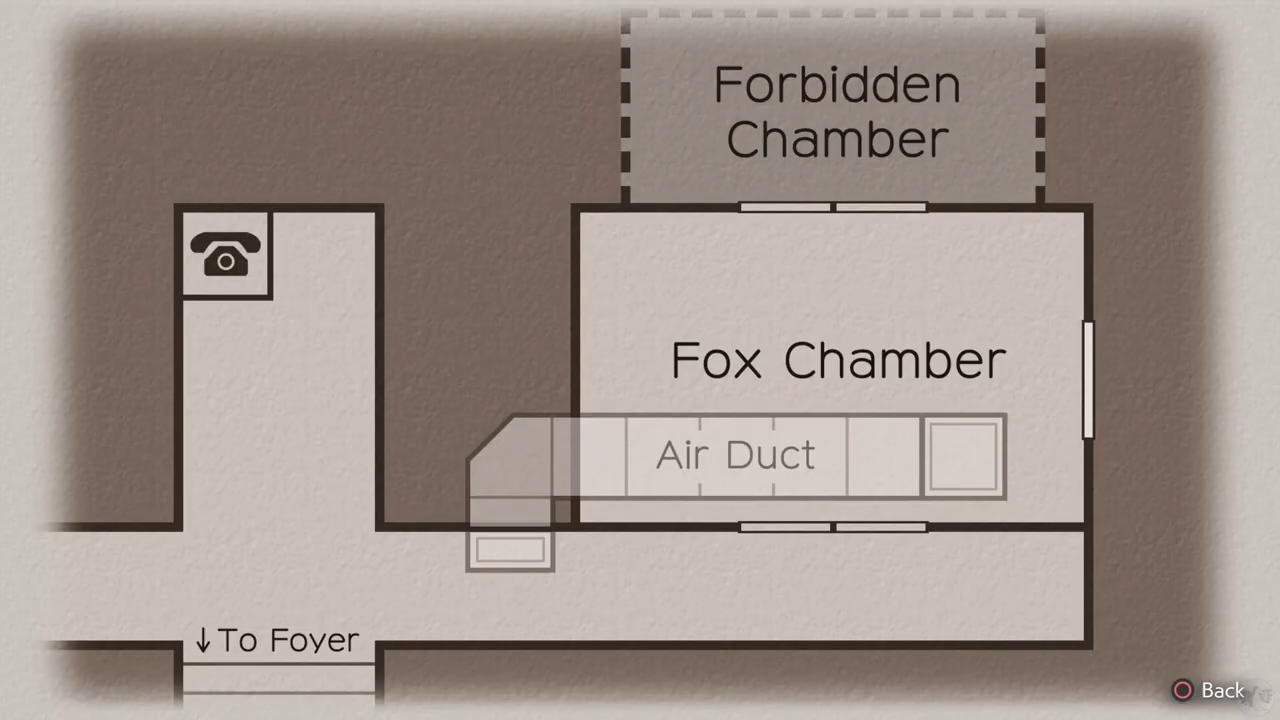 Forbidden
Chamber
Fox Chamber
Air Duct
↓To Foyer
Back